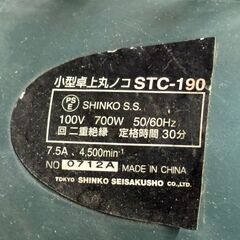 小型卓上丸ノコ STC-190
PS
E SHINKO S.S.
100V 700W 50/60Hz
回 二重絶縁 定格時間 30分
7.5A・4,500min⁻¹
NO 0712A MADE IN CHINA
TOKYO SHINKO SEISAKUSHO CO.,LTD.